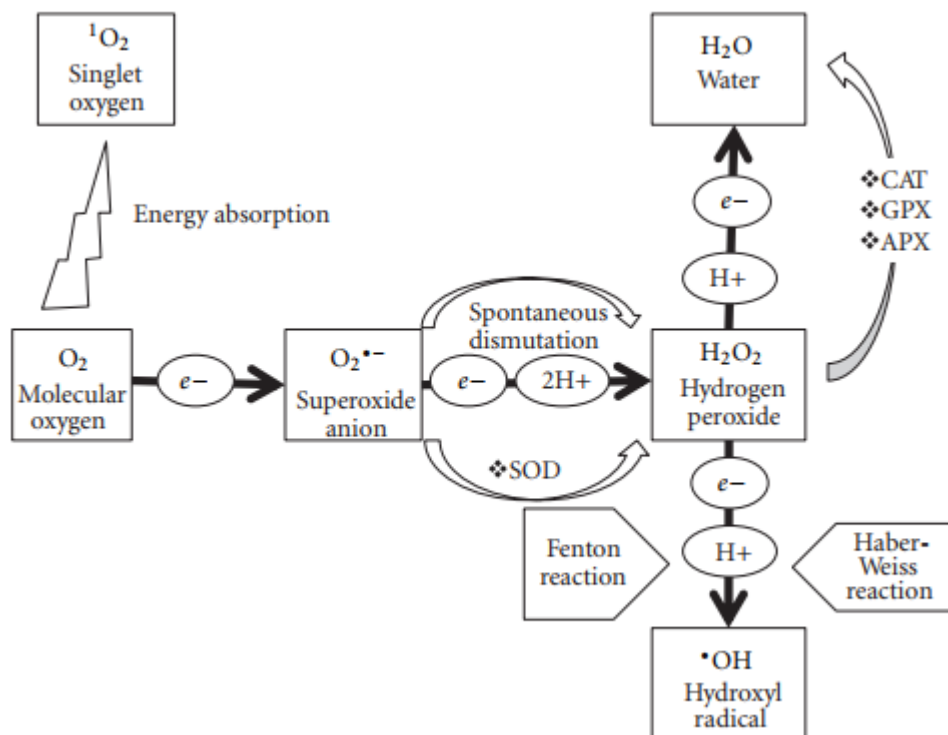 ¹O₂
Singlet
oxygen
Energy absorption
O₂
Molecular
oxygen
e−
O₂•−
Superoxide
anion
Spontaneous
dismutation
e−
2H+
❖SOD
H₂O
Water
e−
H+
❖CAT
❖GPX
❖APX
H₂O₂
Hydrogen
peroxide
e−
H+
Fenton
reaction
Haber-
Weiss
reaction
•OH
Hydroxyl
radical